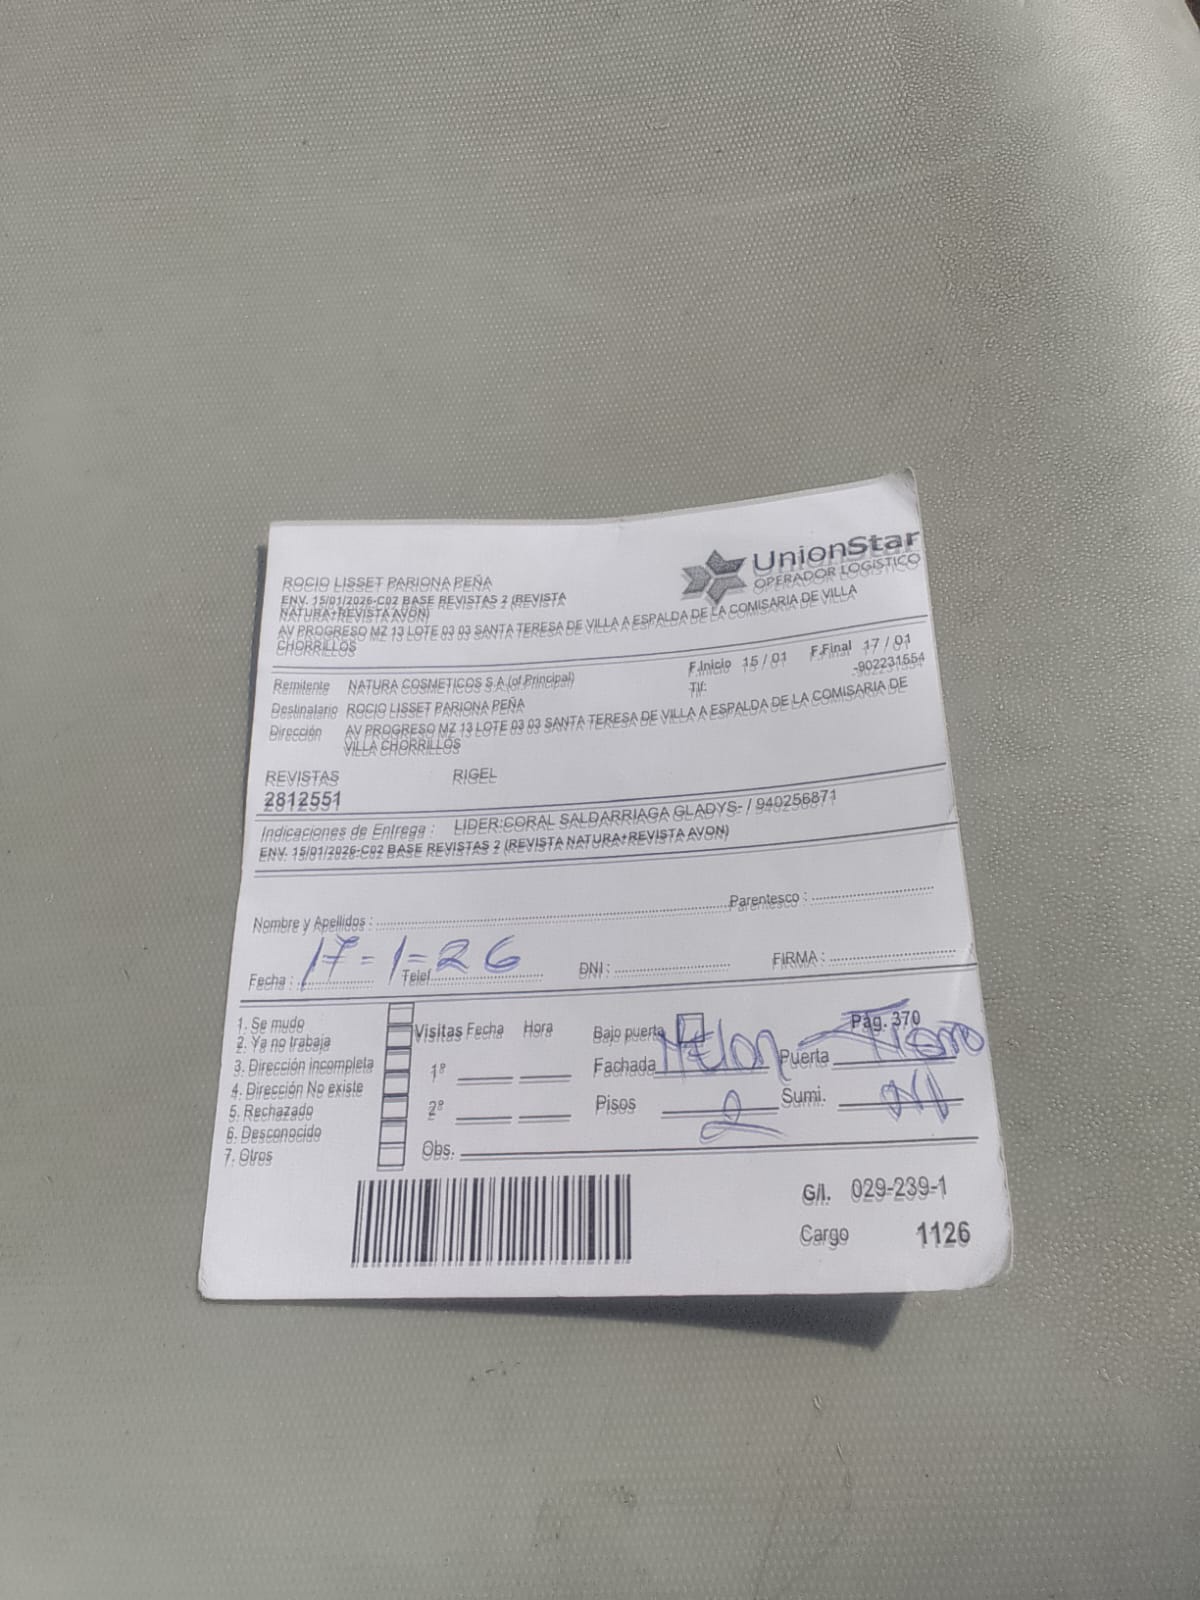 UnionStar
OPERADOR LOGISTICO
ROCIO LISSET PARIONA PEÑA
ENV. 15/01/2026-C02 BASE REVISTAS 2 (REVISTA
NATURA+REVISTA AVON)
AV PROGRESO MZ 13 LOTE 03 03 SANTA TERESA DE VILLA A ESPALDA DE LA COMISARIA DE VILLA
CHORRILLOS
F.Inicio 15 / 01 F.Final 17 / 01
Remitente NATURA COSMETICOS S.A (of.Principal) Tlf: -902231554
Destinatario ROCIO LISSET PARIONA PEÑA
Dirección AV PROGRESO MZ 13 LOTE 03 03 SANTA TERESA DE VILLA A ESPALDA DE LA COMISARIA DE
VILLA CHORRILLOS
REVISTAS RIGEL
2812551
Indicaciones de Entrega : LIDER:CORAL SALDARRIAGA GLADYS- / 940256871
ENV. 15/01/2026-C02 BASE REVISTAS 2 (REVISTA NATURA+REVISTA AVON)
Nombre y Apellidos : Parentesco :
Fecha : 17-1-26 Telef. DNI : FIRMA :
1. Se mudo
2. Ya no trabaja
3. Dirección incompleta
4. Dirección No existe
5. Rechazado
6. Desconocido
7. Otros
Visitas Fecha Hora
1º
2º
Obs.
Bajo puerta Pág. 370
Fachada Puerta
Pisos 2 Sumi.
G/I. 029-239-1
Cargo 1126